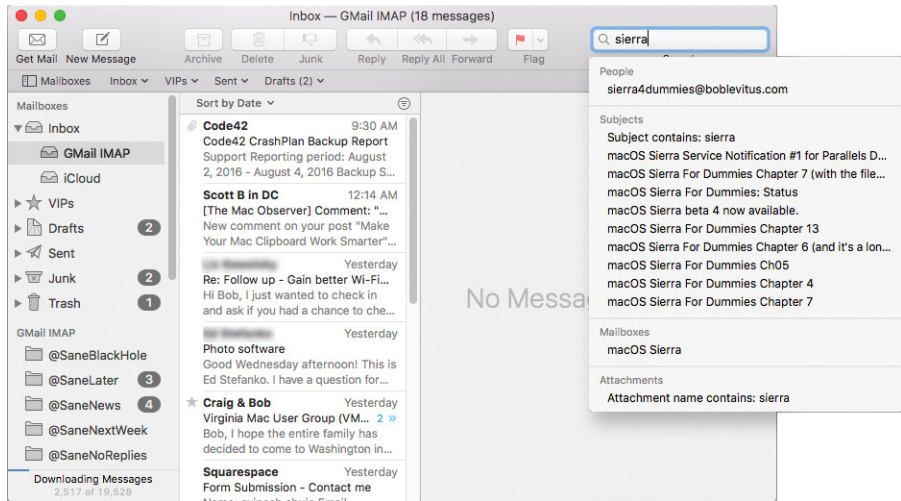 Inbox — GMail IMAP (18 messages)
sierra
Get Mail New Message Archive Delete Junk Reply Reply All Forward Flag
Mailboxes Inbox VIPs Sent Drafts (2)
Mailboxes
Inbox
GMail IMAP
iCloud
VIPs
Drafts 2
Sent
Junk 2
Trash 1
GMail IMAP
@SaneBlackHole
@SaneLater 3
@SaneNews 4
@SaneNextWeek
@SaneNoReplies
Downloading Messages
2,517 of 19,528
Sort by Date
Code42 9:30 AM
Code42 CrashPlan Backup Report
Support Reporting period: August
2, 2016 - August 4, 2016 Backup S...
Scott B in DC 12:14 AM
[The Mac Observer] Comment: "...
New comment on your post "Make
Your Mac Clipboard Work Smarter"...
Yesterday
Re: Follow up - Gain better Wi-Fi...
Hi Bob, I just wanted to check in
and ask if you had a chance to che...
Yesterday
Photo software
Good Wednesday afternoon! This is
Ed Stefanko. I have a question for...
Craig & Bob Yesterday
Virginia Mac User Group (VM... 2 »
Bob, I hope the entire family has
decided to come to Washington in...
Squarespace Yesterday
Form Submission - Contact me
No Messa
People
sierra4dummies@boblevitus.com
Subjects
Subject contains: sierra
macOS Sierra Service Notification #1 for Parallels D...
macOS Sierra For Dummies Chapter 7 (with the file...
macOS Sierra For Dummies: Status
macOS Sierra beta 4 now available.
macOS Sierra For Dummies Chapter 13
macOS Sierra For Dummies Chapter 6 (and it's a lon...
macOS Sierra For Dummies Ch05
macOS Sierra For Dummies Chapter 4
macOS Sierra For Dummies Chapter 7
Mailboxes
macOS Sierra
Attachments
Attachment name contains: sierra